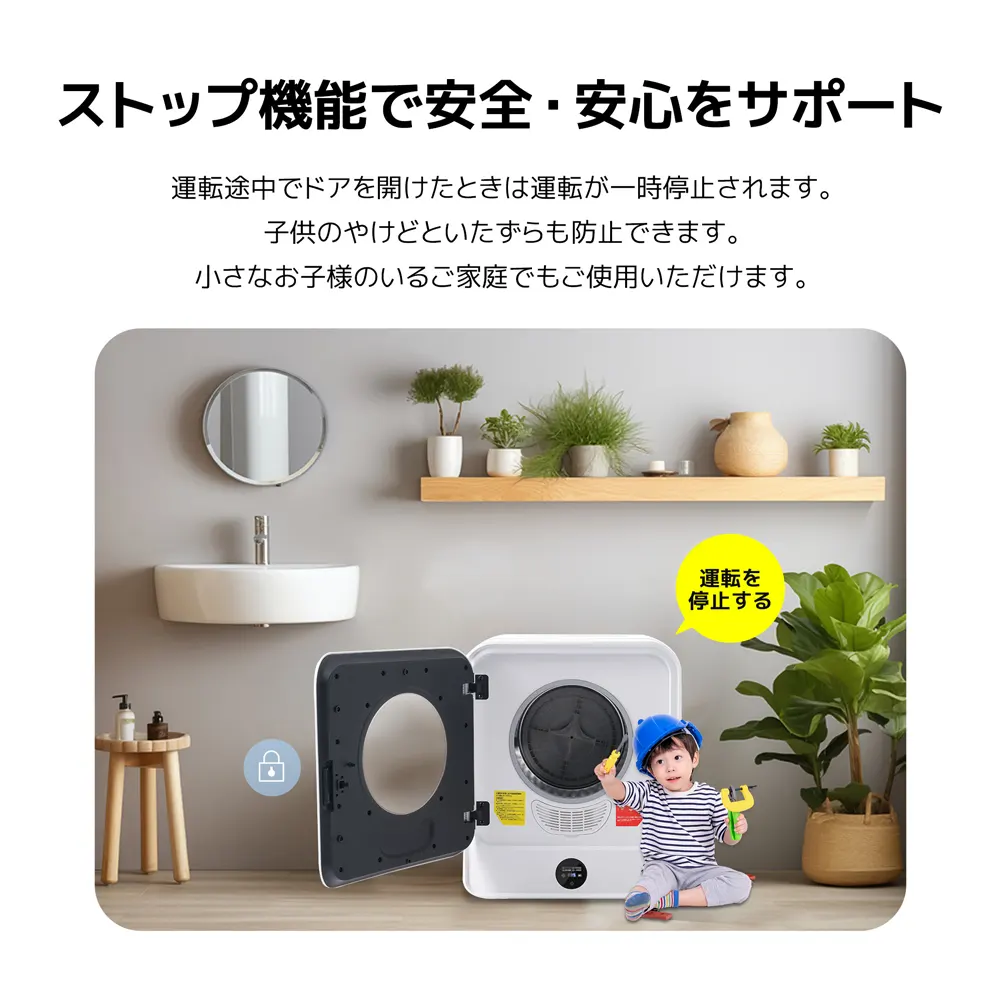 ストップ機能で安全・安心をサポート
運転途中でドアを開けたときは運転が一時停止されます。
子供のやけどといたずらも防止できます。
小さなお子様のいるご家庭でもご使用いただけます。
運転を
停止する